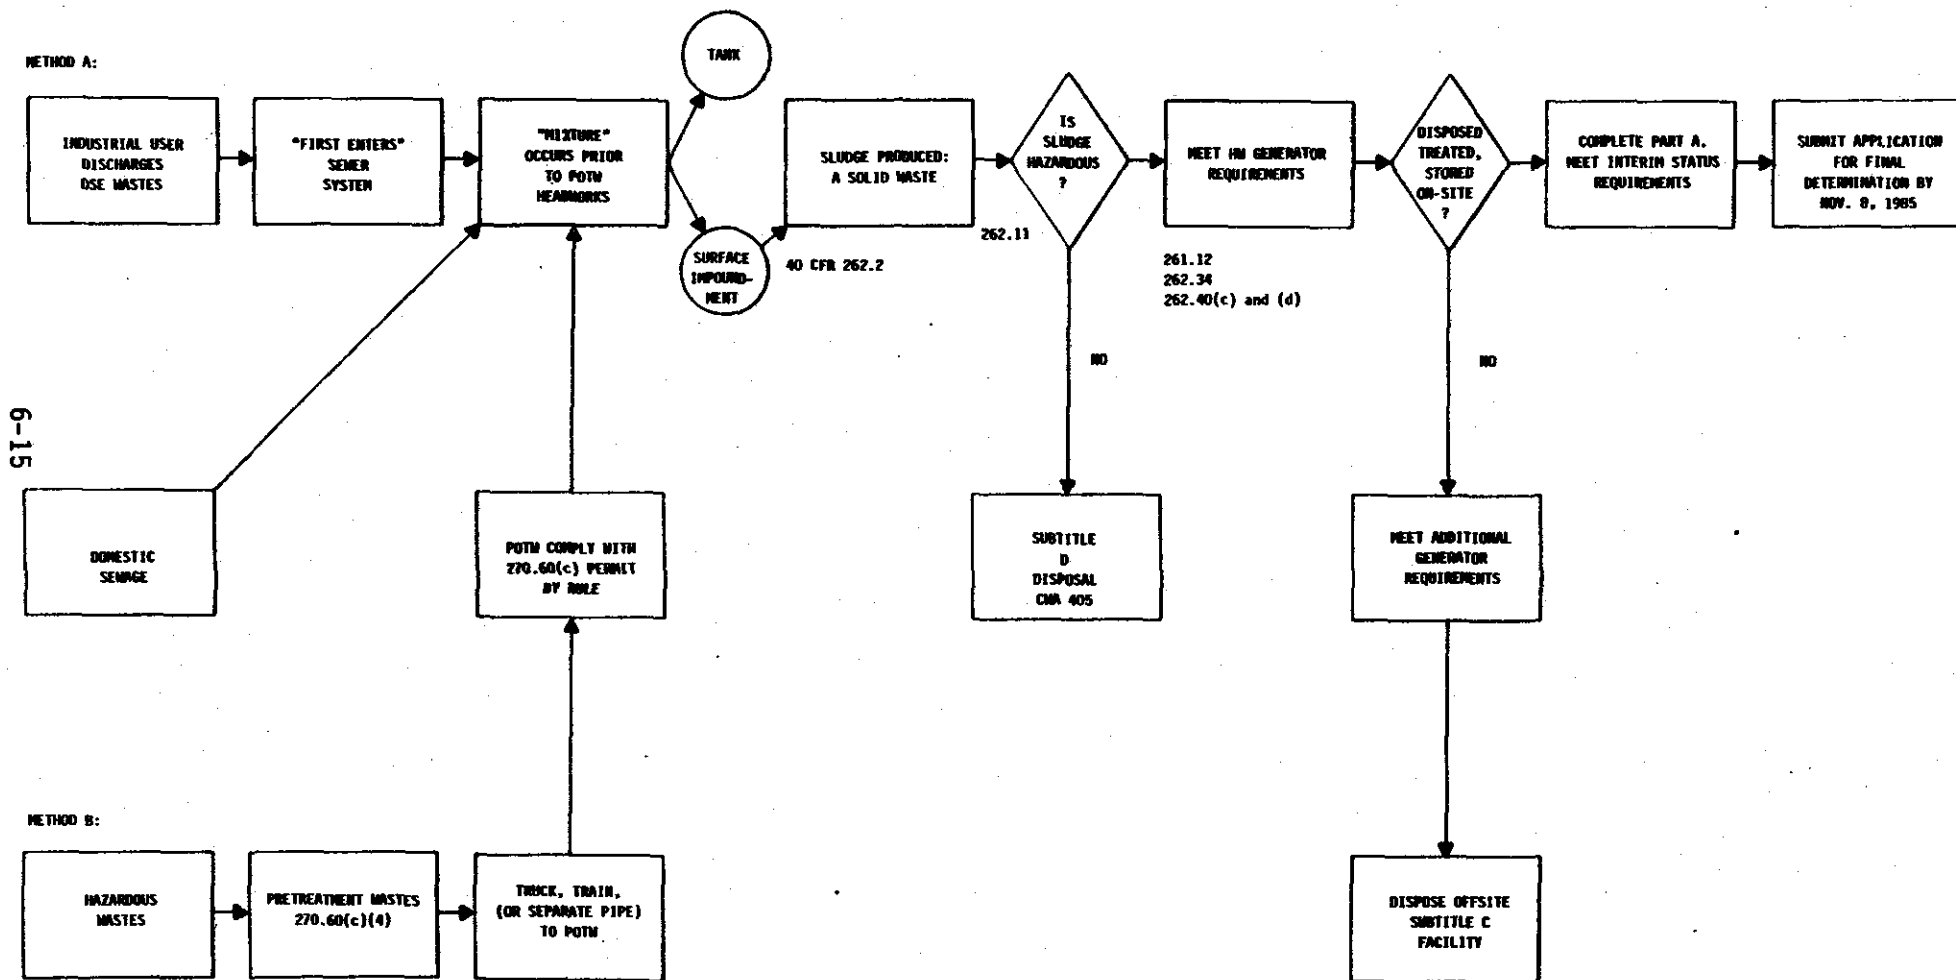 METHOD A:
INDUSTRIAL USER
DISCHARGES
DSE WASTES
"FIRST ENTERS"
SEWER
SYSTEM
"MIXTURE"
OCCURS PRIOR
TO POTW
HEADWORKS
TANK
SURFACE
IMPOUND-
MENT
40 CFR 262.2
SLUDGE PRODUCED:
A SOLID WASTE
262.11
IS
SLUDGE
HAZARDOUS
?
NO
MEET HW GENERATOR
REQUIREMENTS
261.12
262.34
262.40(c) and (d)
DISPOSED
TREATED,
STORED
ON-SITE
?
NO
COMPLETE PART A.
MEET INTERIM STATUS
REQUIREMENTS
SUBMIT APPLICATION
FOR FINAL
DETERMINATION BY
NOV. 8, 1985
6-15
DOMESTIC
SEWAGE
POTW COMPLY WITH
270.60(c) PERMIT
BY RULE
SUBTITLE
D
DISPOSAL
CWA 405
MEET ADDITIONAL
GENERATOR
REQUIREMENTS
METHOD B:
HAZARDOUS
WASTES
PRETREATMENT WASTES
270.60(c)(4)
TRUCK, TRAIN,
(OR SEPARATE PIPE)
TO POTW
DISPOSE OFFSITE
SUBTITLE C
FACILITY